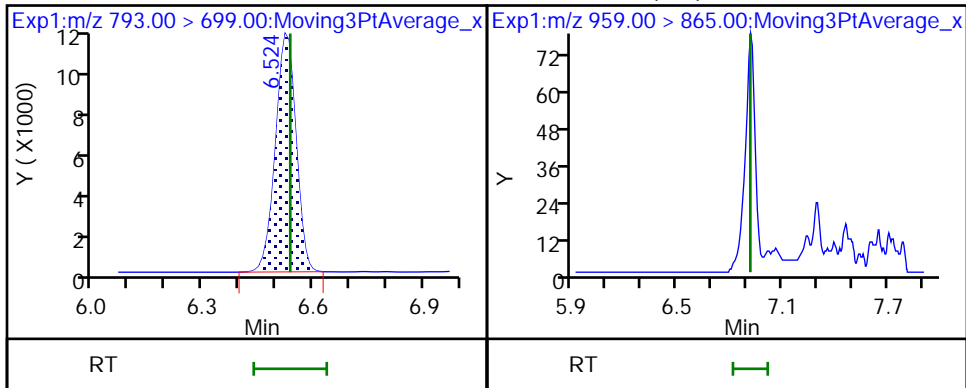 Exp1:m/z 793.00 > 699.00:Moving3PtAverage_x
12
10
8
6
4
2
0
Y ( X1000)
6.524
6.0 6.3 6.6 6.9
Min
RT
Exp1:m/z 959.00 > 865.00:Moving3PtAverage_x
72
60
48
36
24
12
0
Y
5.9 6.5 7.1 7.7
Min
RT